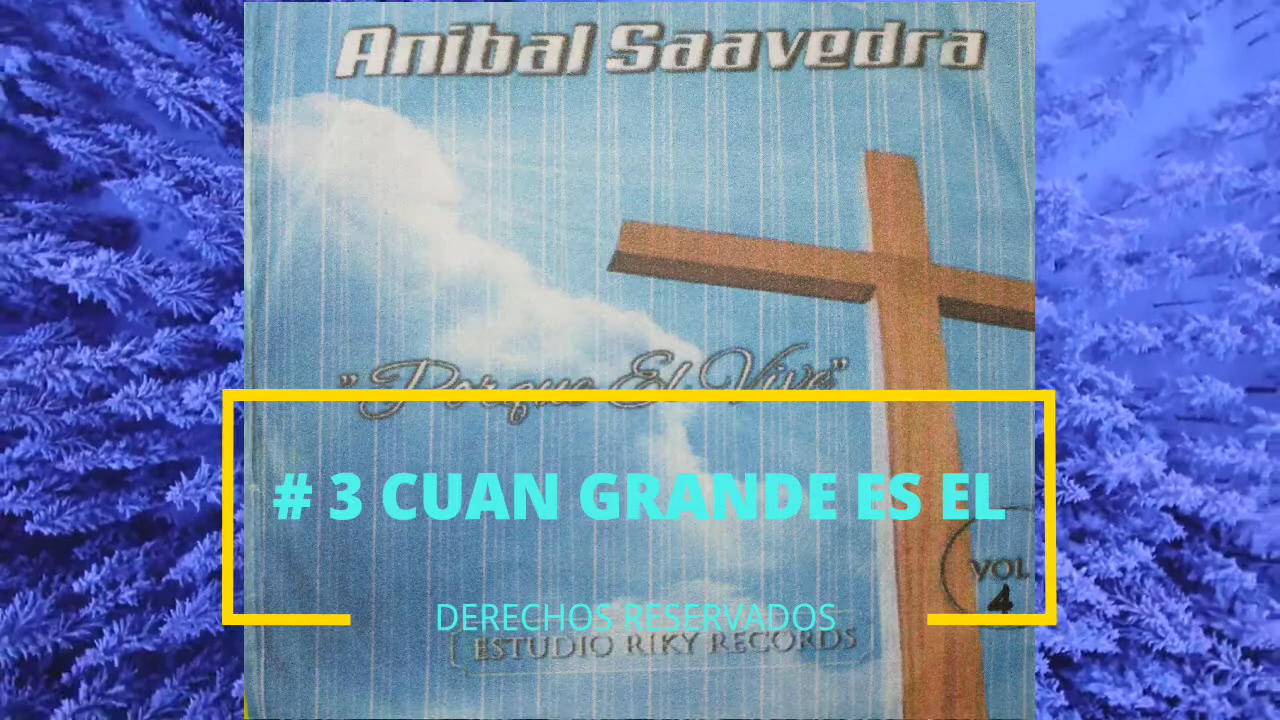 Anibal Saavedra
"Porque El Vive"
# 3 CUAN GRANDE ES EL
VOL
4
DERECHOS RESERVADOS
ESTUDIO RIKY RECORDS